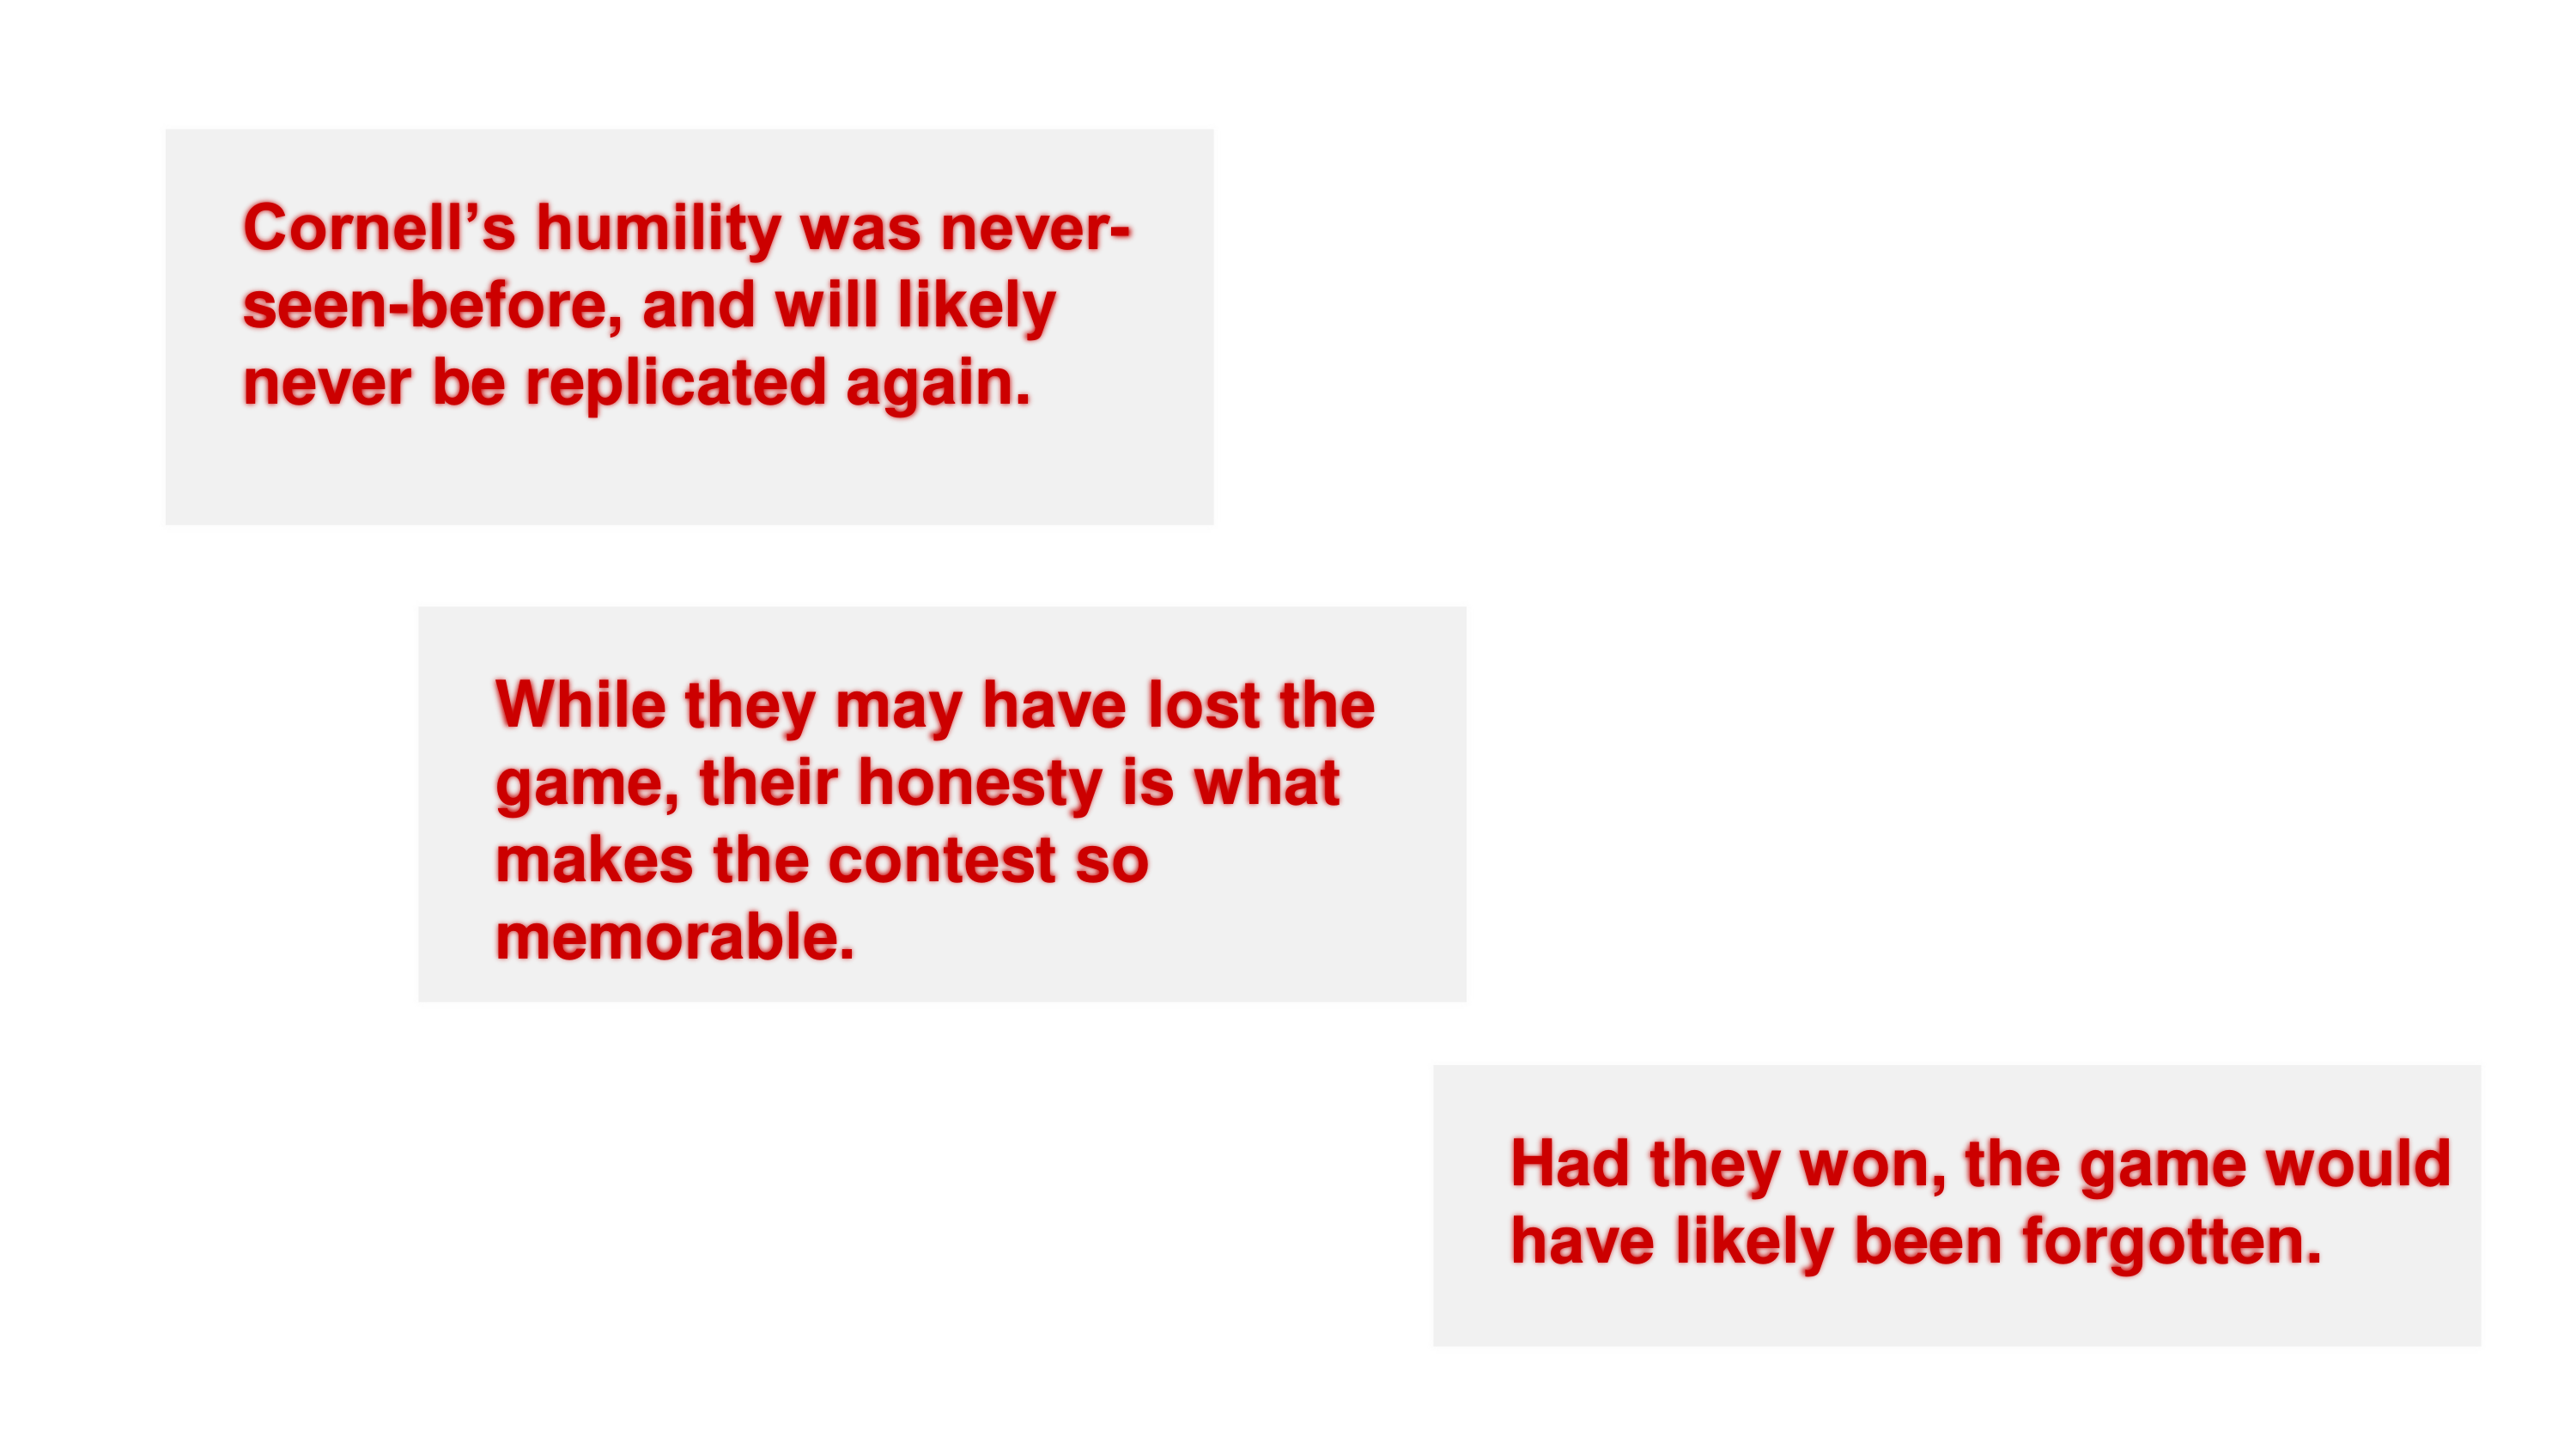 Cornell’s humility was never-
seen-before, and will likely
never be replicated again.
While they may have lost the
game, their honesty is what
makes the contest so
memorable.
Had they won, the game would
have likely been forgotten.